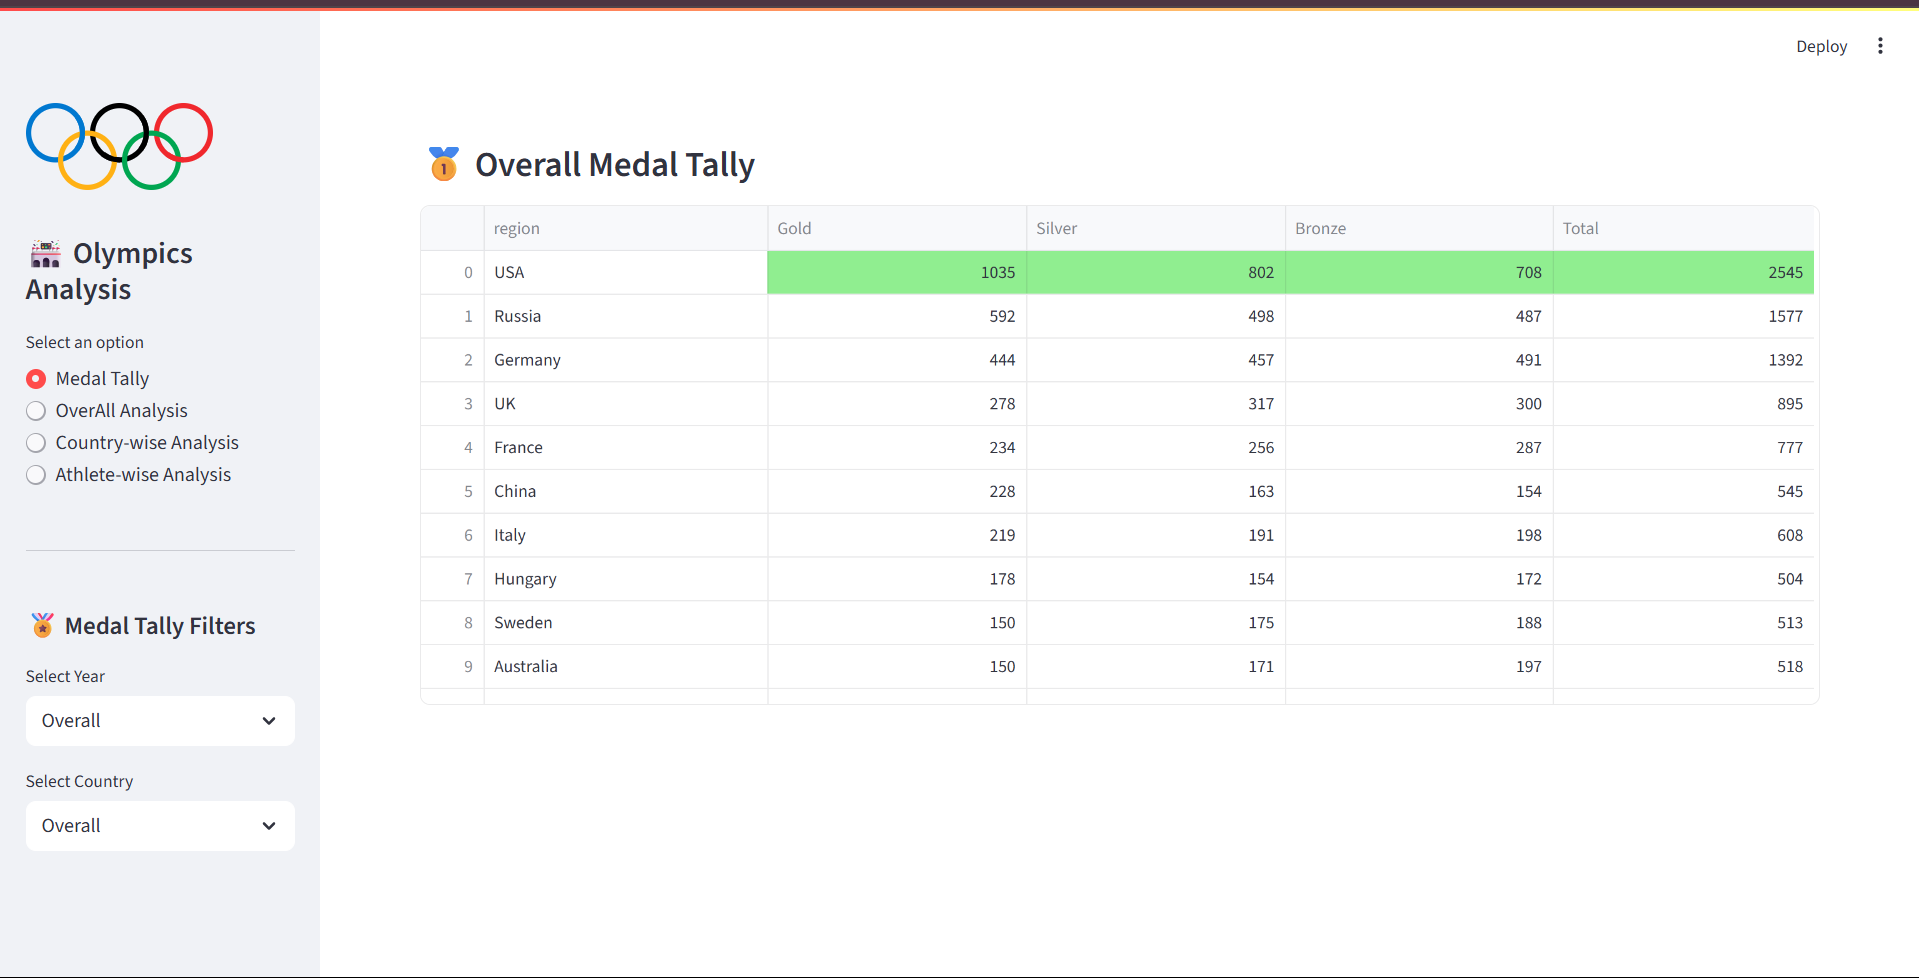 Deploy
Olympics
Analysis
Select an option
Medal Tally
OverAll Analysis
Country-wise Analysis
Athlete-wise Analysis
Medal Tally Filters
Select Year
Overall
Select Country
Overall
1 Overall Medal Tally
region Gold Silver Bronze Total
0 USA 1035 802 708 2545
1 Russia 592 498 487 1577
2 Germany 444 457 491 1392
3 UK 278 317 300 895
4 France 234 256 287 777
5 China 228 163 154 545
6 Italy 219 191 198 608
7 Hungary 178 154 172 504
8 Sweden 150 175 188 513
9 Australia 150 171 197 518